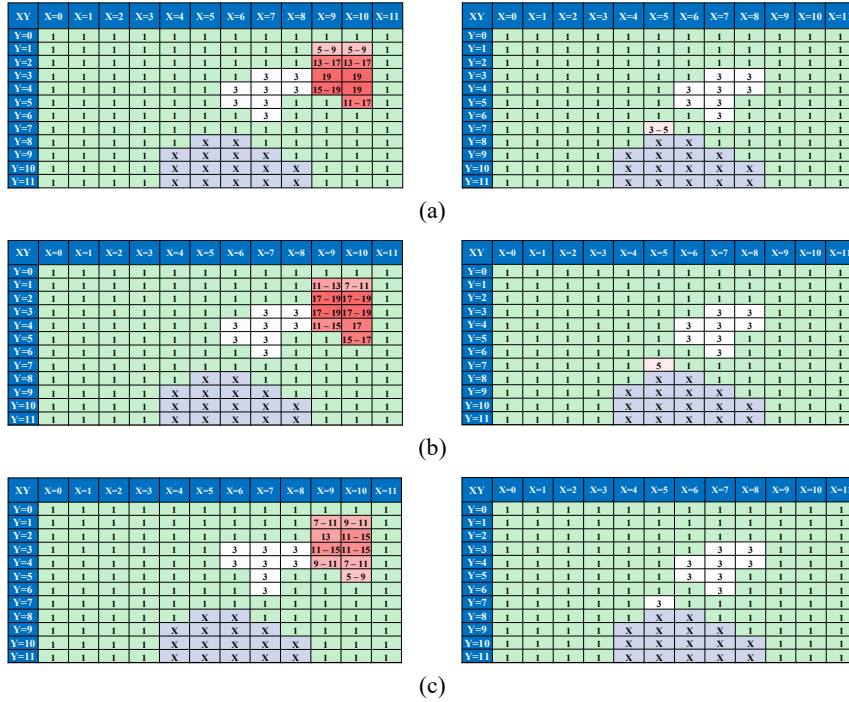 XY X=0 X=1 X=2 X=3 X=4 X=5 X=6 X=7 X=8 X=9 X=10 X=11
Y=0 1 1 1 1 1 1 1 1 1 1 1 1
Y=1 1 1 1 1 1 1 1 1 1 5 – 9 5 – 9 1
Y=2 1 1 1 1 1 1 1 1 1 13 – 17 13 – 17 1
Y=3 1 1 1 1 1 1 1 3 3 19 19 1
Y=4 1 1 1 1 1 1 3 3 3 15 – 19 19 1
Y=5 1 1 1 1 1 1 3 3 1 1 11 – 17 1
Y=6 1 1 1 1 1 1 1 3 1 1 1 1
Y=7 1 1 1 1 1 1 1 1 1 1 1 1
Y=8 1 1 1 1 1 X X 1 1 1 1 1
Y=9 1 1 1 1 X X X X 1 1 1 1
Y=10 1 1 1 1 X X X X X 1 1 1
Y=11 1 1 1 1 X X X X X 1 1 1
XY X=0 X=1 X=2 X=3 X=4 X=5 X=6 X=7 X=8 X=9 X=10 X=1
Y=0 1 1 1 1 1 1 1 1 1 1 1 1
Y=1 1 1 1 1 1 1 1 1 1 1 1 1
Y=2 1 1 1 1 1 1 1 1 1 1 1 1
Y=3 1 1 1 1 1 1 1 3 3 1 1 1
Y=4 1 1 1 1 1 1 3 3 3 1 1 1
Y=5 1 1 1 1 1 1 3 3 1 1 1 1
Y=6 1 1 1 1 1 1 1 3 1 1 1 1
Y=7 1 1 1 1 1 3 – 5 1 1 1 1 1 1
Y=8 1 1 1 1 1 X X 1 1 1 1 1
Y=9 1 1 1 1 X X X X 1 1 1 1
Y=10 1 1 1 1 X X X X X 1 1 1
Y=11 1 1 1 1 X X X X X 1 1 1
(a)
XY X=0 X=1 X=2 X=3 X=4 X=5 X=6 X=7 X=8 X=9 X=10 X=11
Y=0 1 1 1 1 1 1 1 1 1 1 1 1
Y=1 1 1 1 1 1 1 1 1 1 11 – 13 7 – 11 1
Y=2 1 1 1 1 1 1 1 1 1 17 – 19 17 – 19 1
Y=3 1 1 1 1 1 1 1 3 3 17 – 19 17 – 19 1
Y=4 1 1 1 1 1 1 3 3 3 11 – 15 17 1
Y=5 1 1 1 1 1 1 3 3 1 1 15 – 17 1
Y=6 1 1 1 1 1 1 1 3 1 1 1 1
Y=7 1 1 1 1 1 1 1 1 1 1 1 1
Y=8 1 1 1 1 1 X X 1 1 1 1 1
Y=9 1 1 1 1 X X X X 1 1 1 1
Y=10 1 1 1 1 X X X X X 1 1 1
Y=11 1 1 1 1 X X X X X 1 1 1
XY X=0 X=1 X=2 X=3 X=4 X=5 X=6 X=7 X=8 X=9 X=10 X=1
Y=0 1 1 1 1 1 1 1 1 1 1 1 1
Y=1 1 1 1 1 1 1 1 1 1 1 1 1
Y=2 1 1 1 1 1 1 1 1 1 1 1 1
Y=3 1 1 1 1 1 1 1 3 3 1 1 1
Y=4 1 1 1 1 1 1 3 3 3 1 1 1
Y=5 1 1 1 1 1 1 3 3 1 1 1 1
Y=6 1 1 1 1 1 1 1 3 1 1 1 1
Y=7 1 1 1 1 1 5 1 1 1 1 1 1
Y=8 1 1 1 1 1 X X 1 1 1 1 1
Y=9 1 1 1 1 X X X X 1 1 1 1
Y=10 1 1 1 1 X X X X X 1 1 1
Y=11 1 1 1 1 X X X X X 1 1 1
(b)
XY X=0 X=1 X=2 X=3 X=4 X=5 X=6 X=7 X=8 X=9 X=10 X=11
Y=0 1 1 1 1 1 1 1 1 1 1 1 1
Y=1 1 1 1 1 1 1 1 1 1 7 – 11 9 – 11 1
Y=2 1 1 1 1 1 1 1 1 1 13 11 – 15 1
Y=3 1 1 1 1 1 1 3 3 3 11 – 15 11 – 15 1
Y=4 1 1 1 1 1 1 3 3 3 9 – 11 7 – 11 1
Y=5 1 1 1 1 1 1 1 3 1 1 5 – 9 1
Y=6 1 1 1 1 1 1 1 3 1 1 1 1
Y=7 1 1 1 1 1 1 1 1 1 1 1 1
Y=8 1 1 1 1 1 X X 1 1 1 1 1
Y=9 1 1 1 1 X X X X 1 1 1 1
Y=10 1 1 1 1 X X X X X 1 1 1
Y=11 1 1 1 1 X X X X X 1 1 1
XY X=0 X=1 X=2 X=3 X=4 X=5 X=6 X=7 X=8 X=9 X=10 X=1
Y=0 1 1 1 1 1 1 1 1 1 1 1 1
Y=1 1 1 1 1 1 1 1 1 1 1 1 1
Y=2 1 1 1 1 1 1 1 1 1 1 1 1
Y=3 1 1 1 1 1 1 1 3 3 1 1 1
Y=4 1 1 1 1 1 1 3 3 3 1 1 1
Y=5 1 1 1 1 1 1 3 3 1 1 1 1
Y=6 1 1 1 1 1 1 1 3 1 1 1 1
Y=7 1 1 1 1 1 3 1 1 1 1 1 1
Y=8 1 1 1 1 1 X X 1 1 1 1 1
Y=9 1 1 1 1 X X X X 1 1 1 1
Y=10 1 1 1 1 X X X X X 1 1 1
Y=11 1 1 1 1 X X X X X 1 1 1
(c)